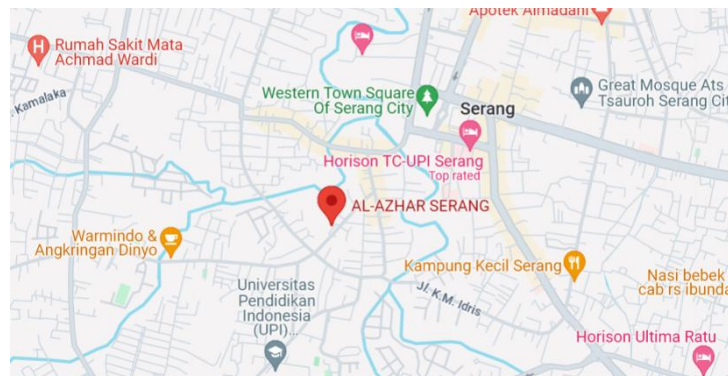 Apotek Almadani
Rumah Sakit Mata
Achmad Wardi
Kamalaka
Western Town Square
Of Serang City
Serang
Great Mosque Ats
Tsauroh Serang Cit
Horison TC-UPI Serang
Top rated
AL-AZHAR SERANG
Warmindo &
Angkringan Dinyo
Kampung Kecil Serang
Nasi bebek
cab rs ibunda
Universitas
Pendidikan
Indonesia
(UPI)...
Jl. K.M. Idris
Horison Ultima Ratu